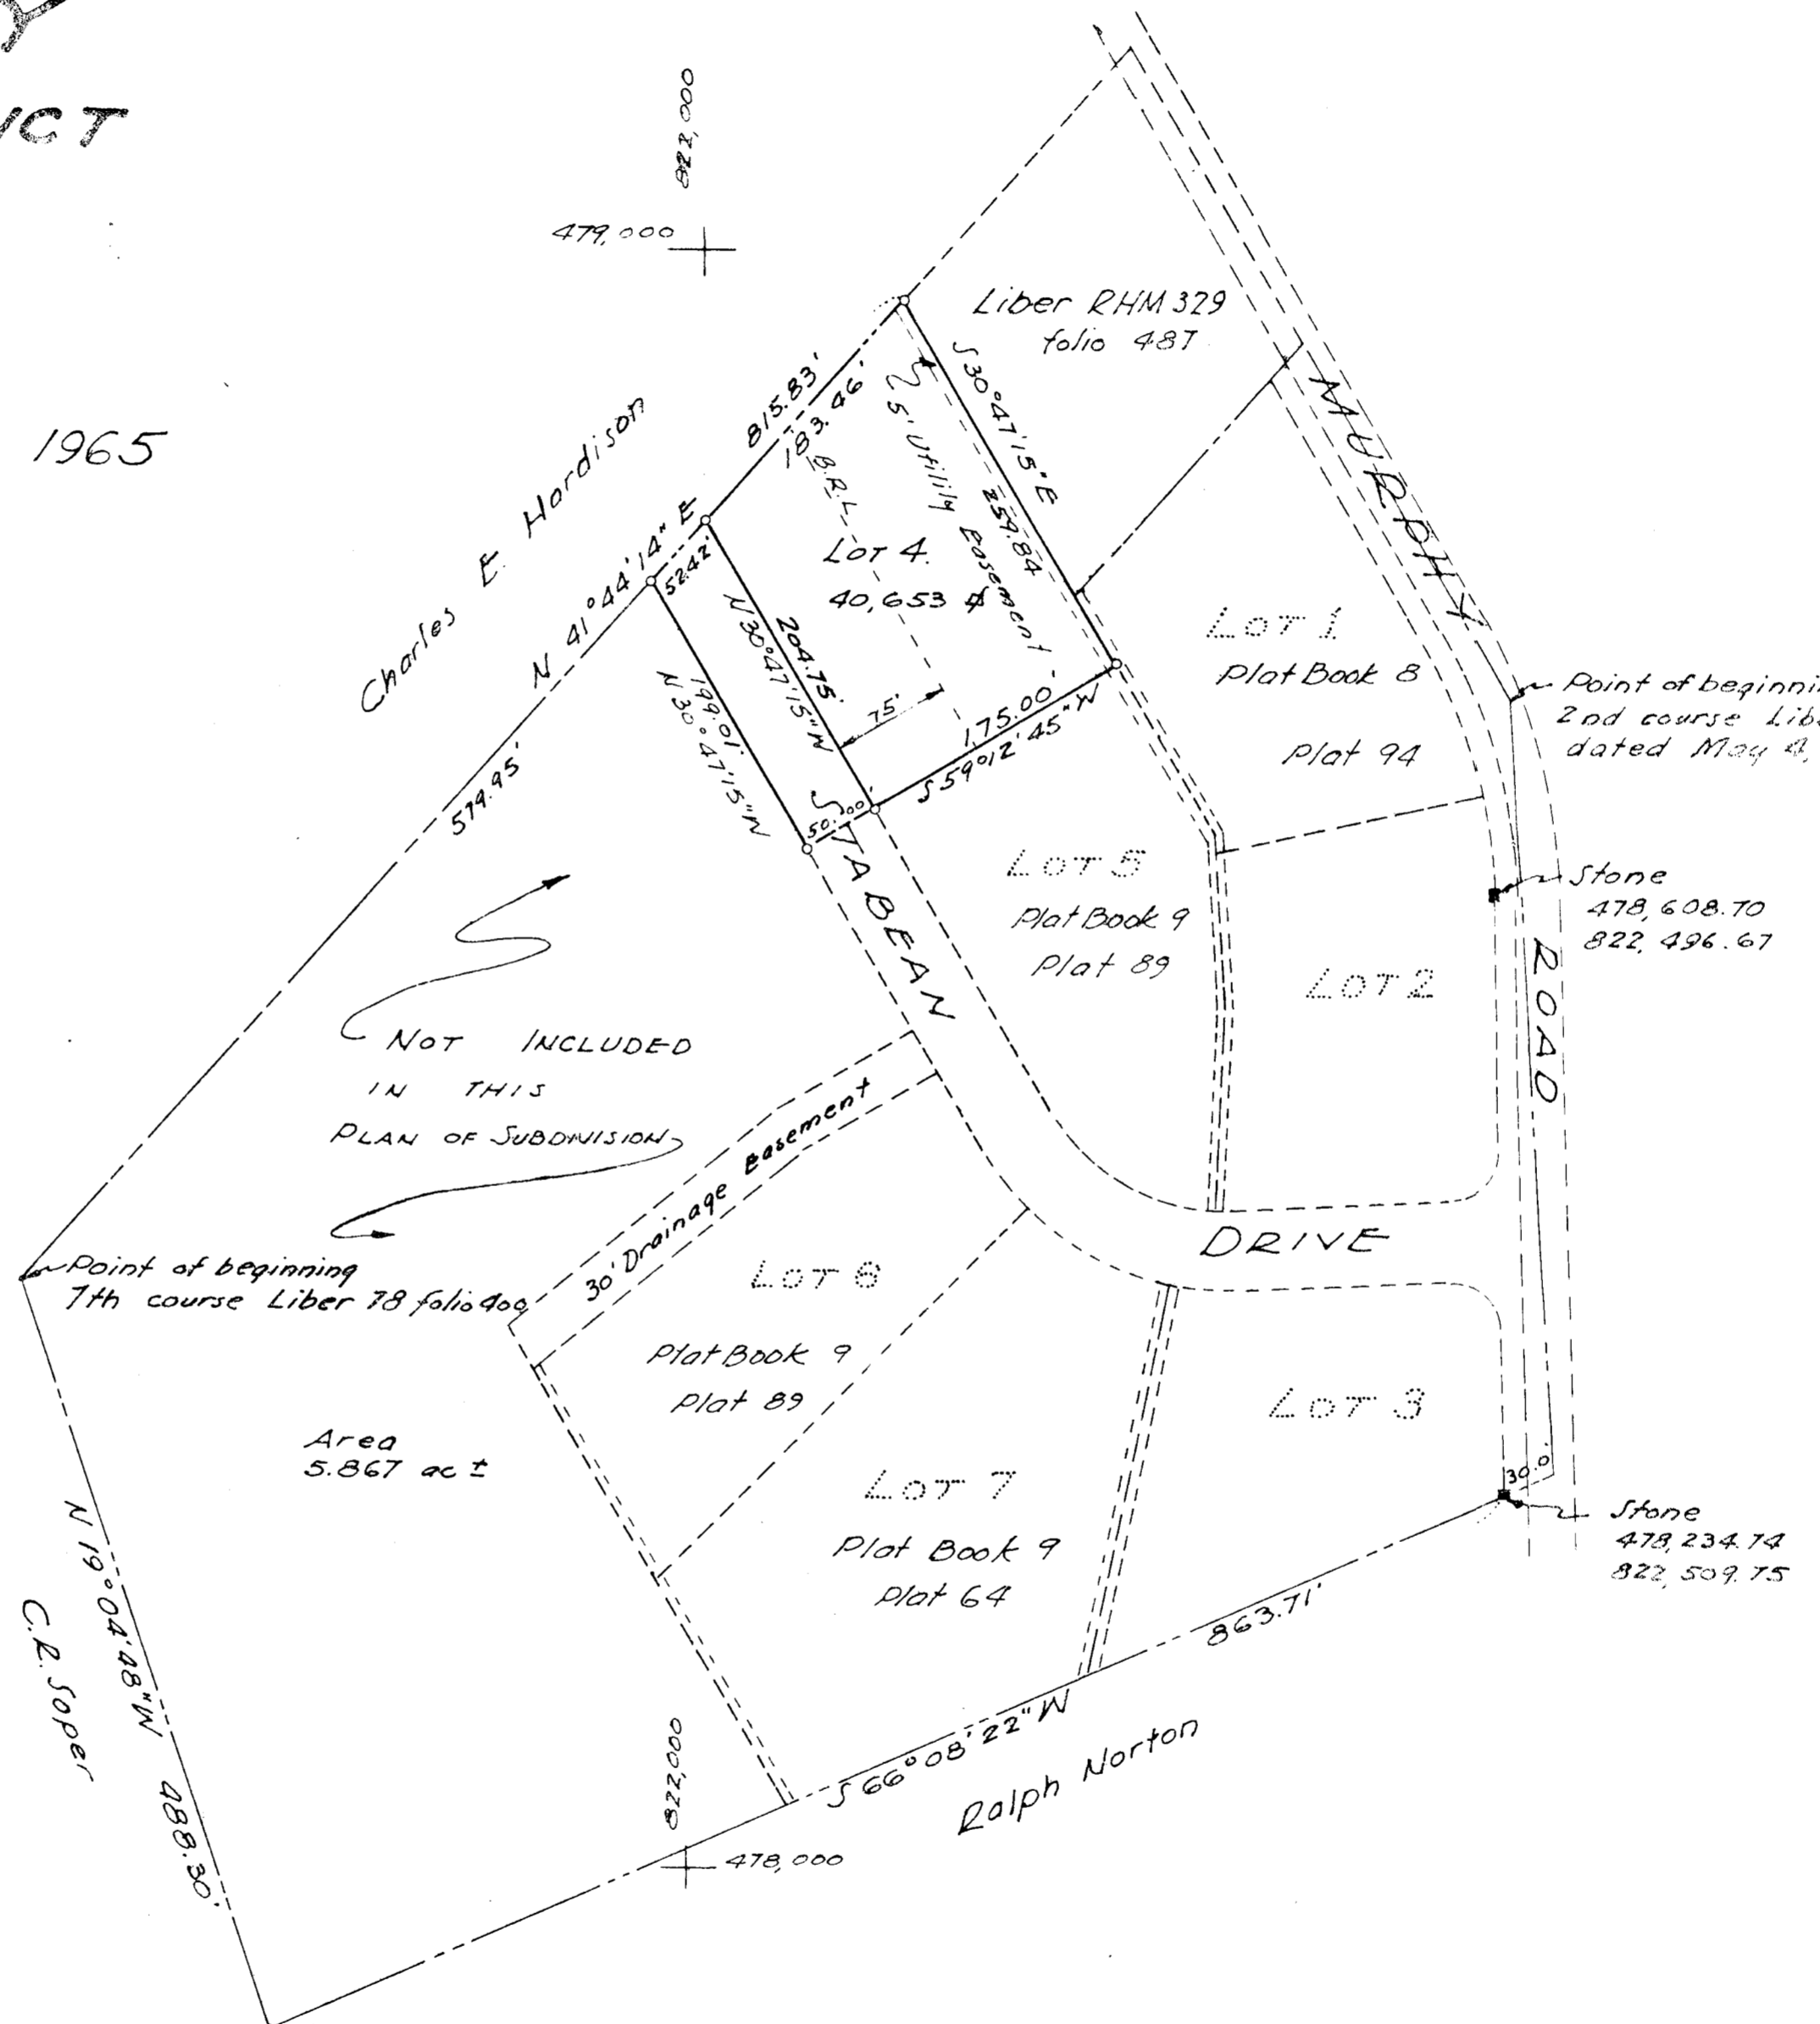 822,000
479,000
1965
Charles E. Hardison
N 41°44'14" E
815.83'
183.46'
52.42'
579.95'
Liber RHM 329
folio 487
S 30°47'15" E
259.84
25' Utility Easement
B.R.L.
LOT 4.
40,653
204.75'
N 30°47'15" W
199.01'
N 30°47'15" W
75'
175.00'
S 59°12'45" W
50.00'
MURPHY
ROAD
LOT 1
Plat Book 8
Plat 94
Point of
2nd course
dated May 4,
Stone
478,608.70
822,496.67
LOT 5
Plat Book 9
Plat 89
LOT 2
STABEAN
DRIVE
NOT INCLUDED
IN THIS
PLAN OF SUBDIVISION
30' Drainage Easement
Point of beginning
7th course Liber 78 folio 400
LOT 6
Plat Book 9
Plat 89
Area
5.867 ac ±
LOT 3
LOT 7
Plat Book 9
Plat 64
30.0'
Stone
478,234.74
822,509.75
863.71'
S 66°08'22" W
Ralph Norton
N 19°04'48" W 488.30'
C.R. Soper
822,000
478,000